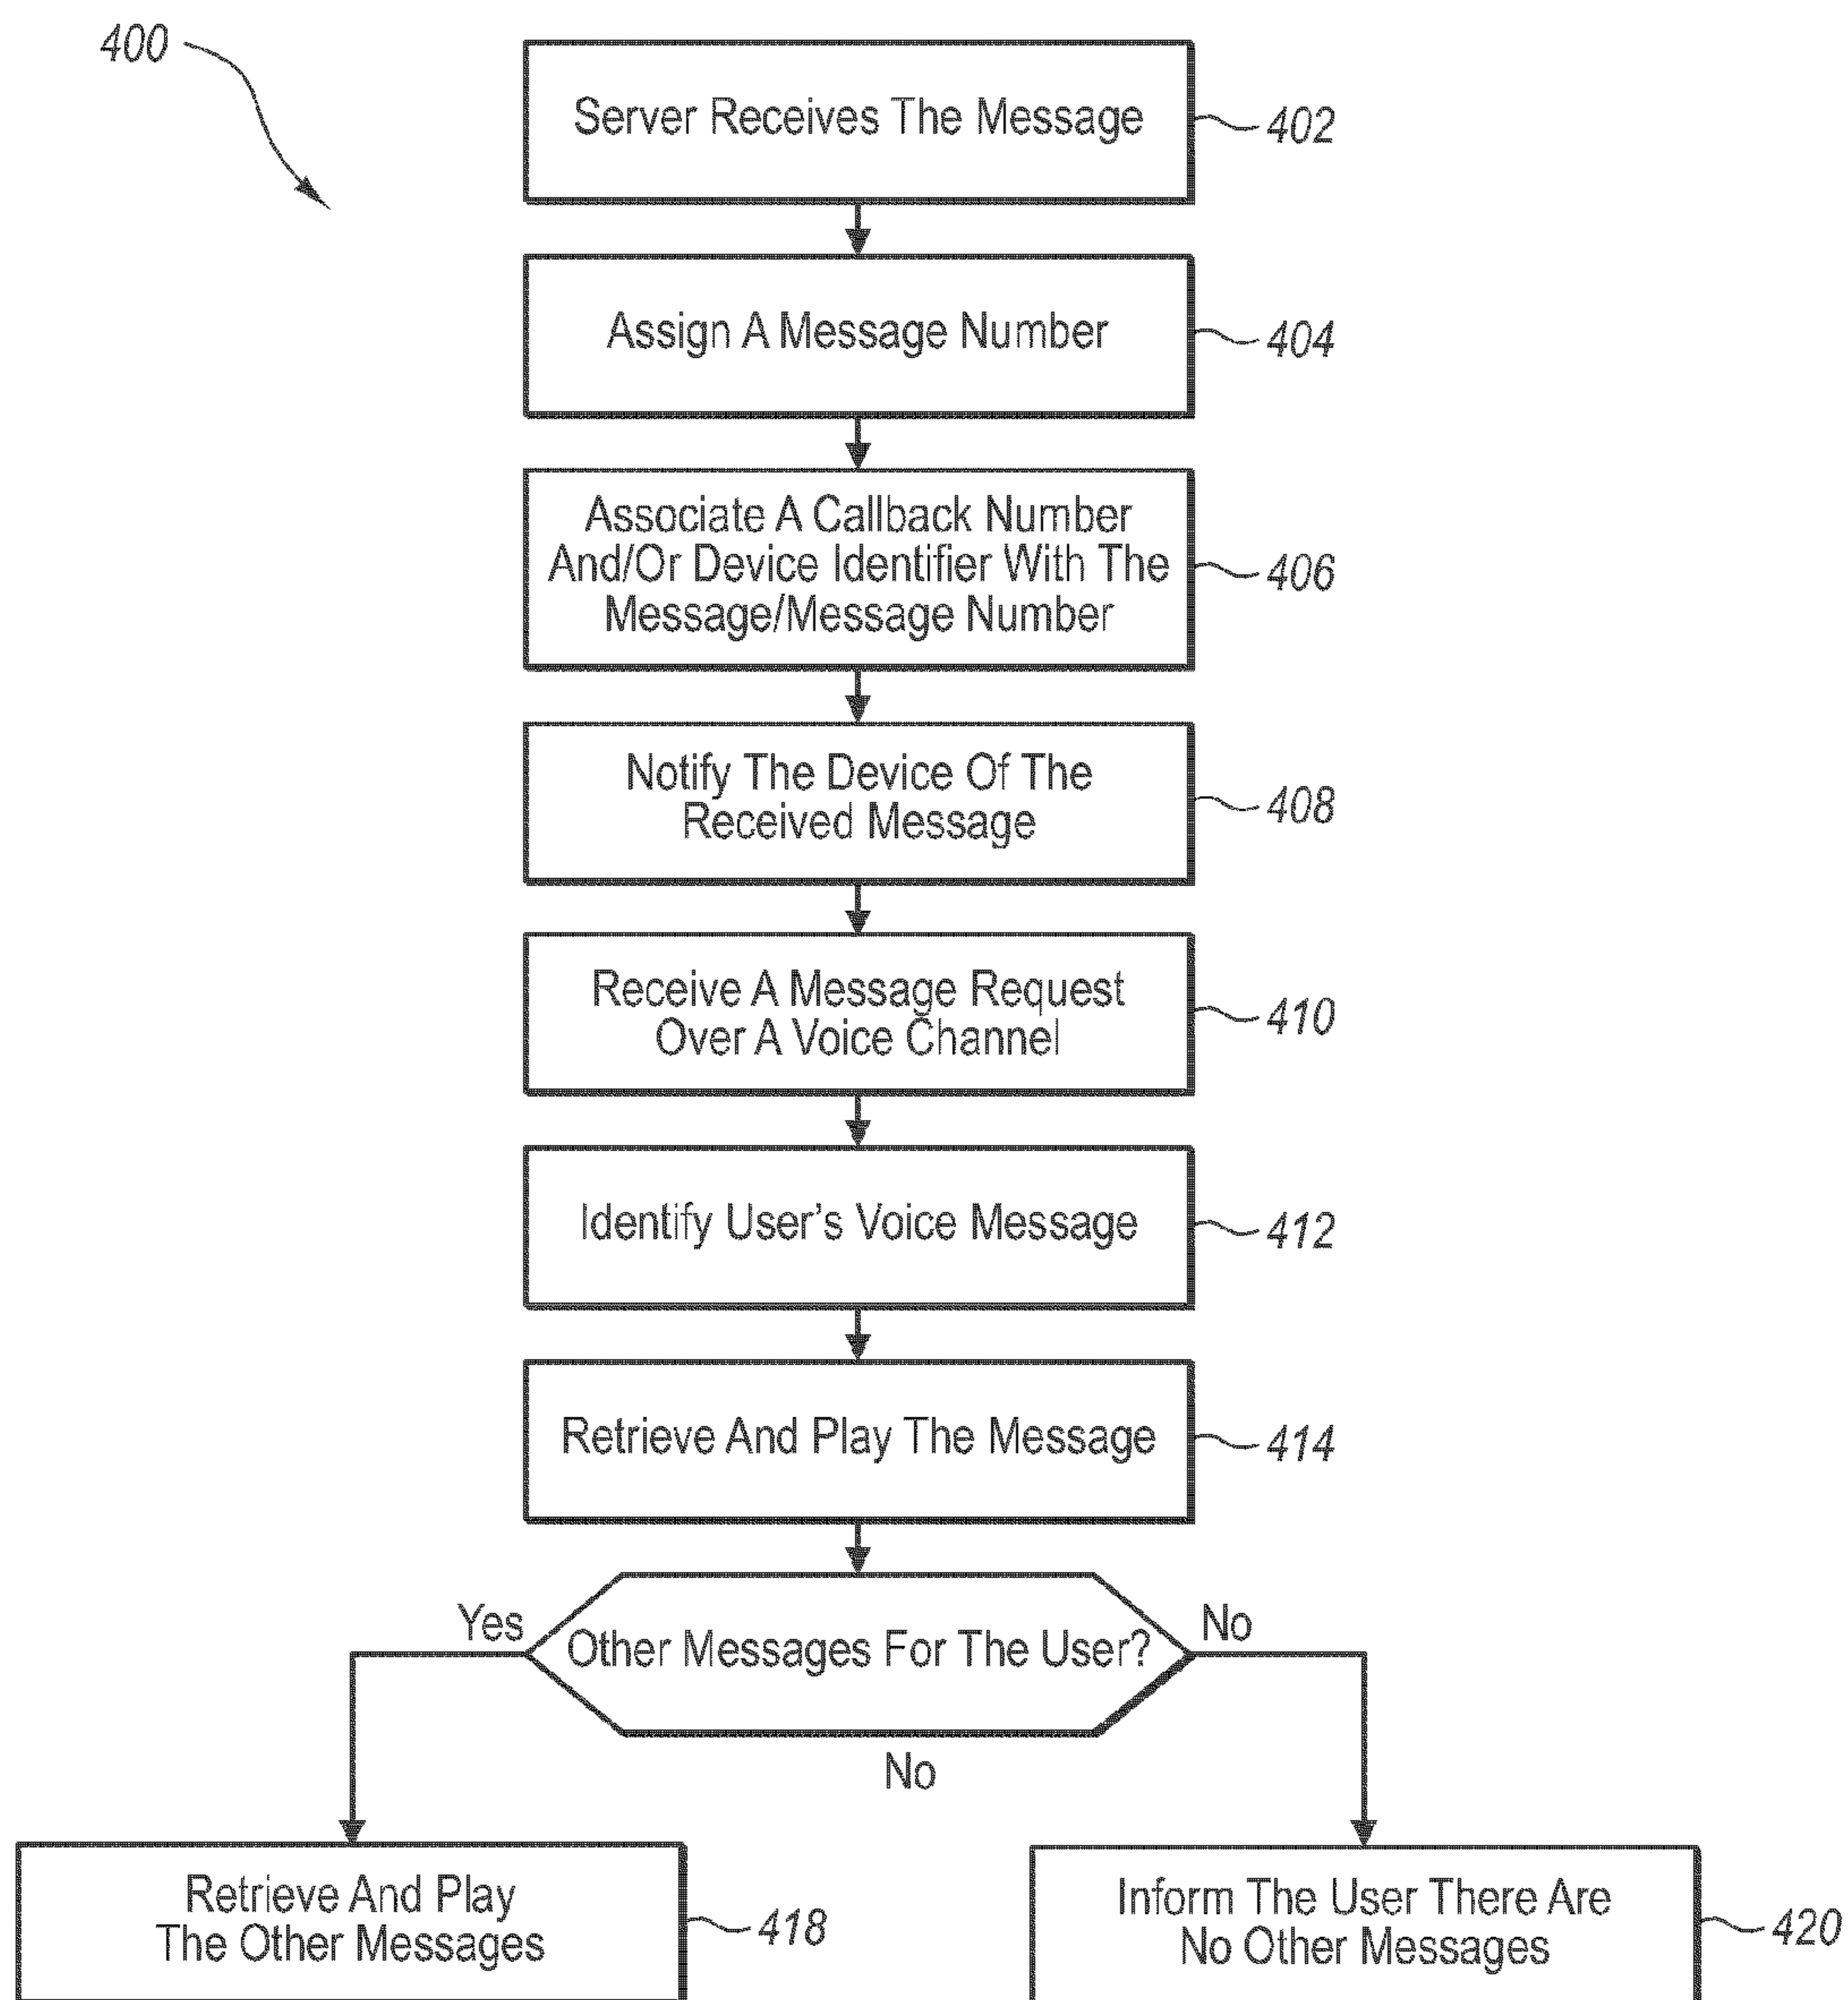 400
Server Receives The Message
402
Assign A Message Number
404
Associate A Callback Number
And/Or Device Identifier With The
Message/Message Number
406
Notify The Device Of The
Received Message
408
Receive A Message Request
Over A Voice Channel
410
Identify User's Voice Message
412
Retrieve And Play The Message
414
Yes
Other Messages For The User?
No
No
Retrieve And Play
The Other Messages
418
Inform The User There Are
No Other Messages
420